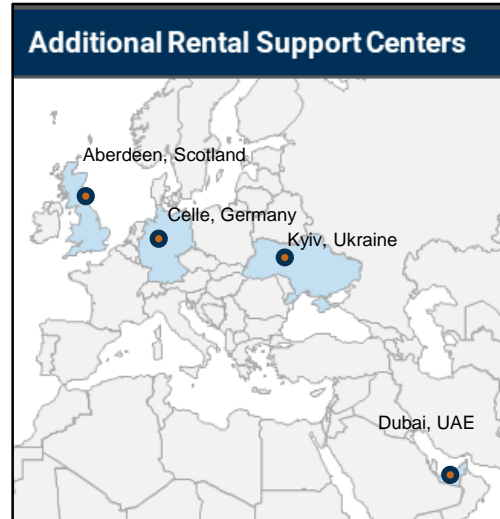 Additional Rental Support Centers
Aberdeen, Scotland
Celle, Germany
Kyiv, Ukraine
Dubai, UAE